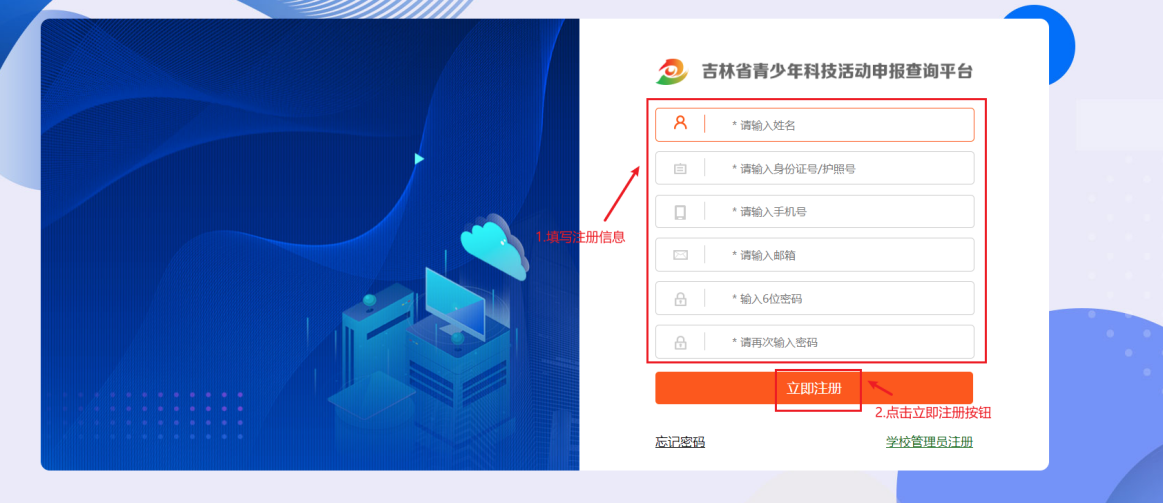 吉林省青少年科技活动申报查询平台
* 请输入姓名
* 请输入身份证号/护照号
* 请输入手机号
1.填写注册信息
* 请输入邮箱
* 输入6位密码
* 请再次输入密码
立即注册
2.点击立即注册按钮
忘记密码
学校管理员注册